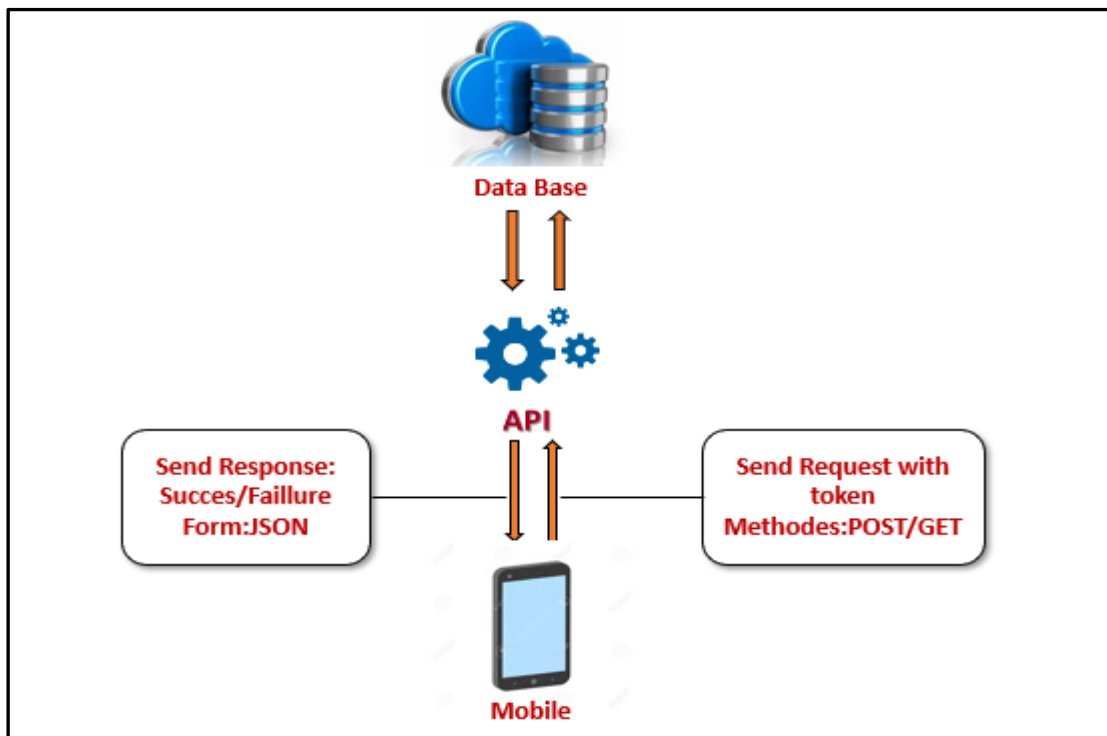 Data Base
API
Send Response:
Succes/Faillure
Form:JSON
Send Request with
token
Methodes:POST/GET
Mobile